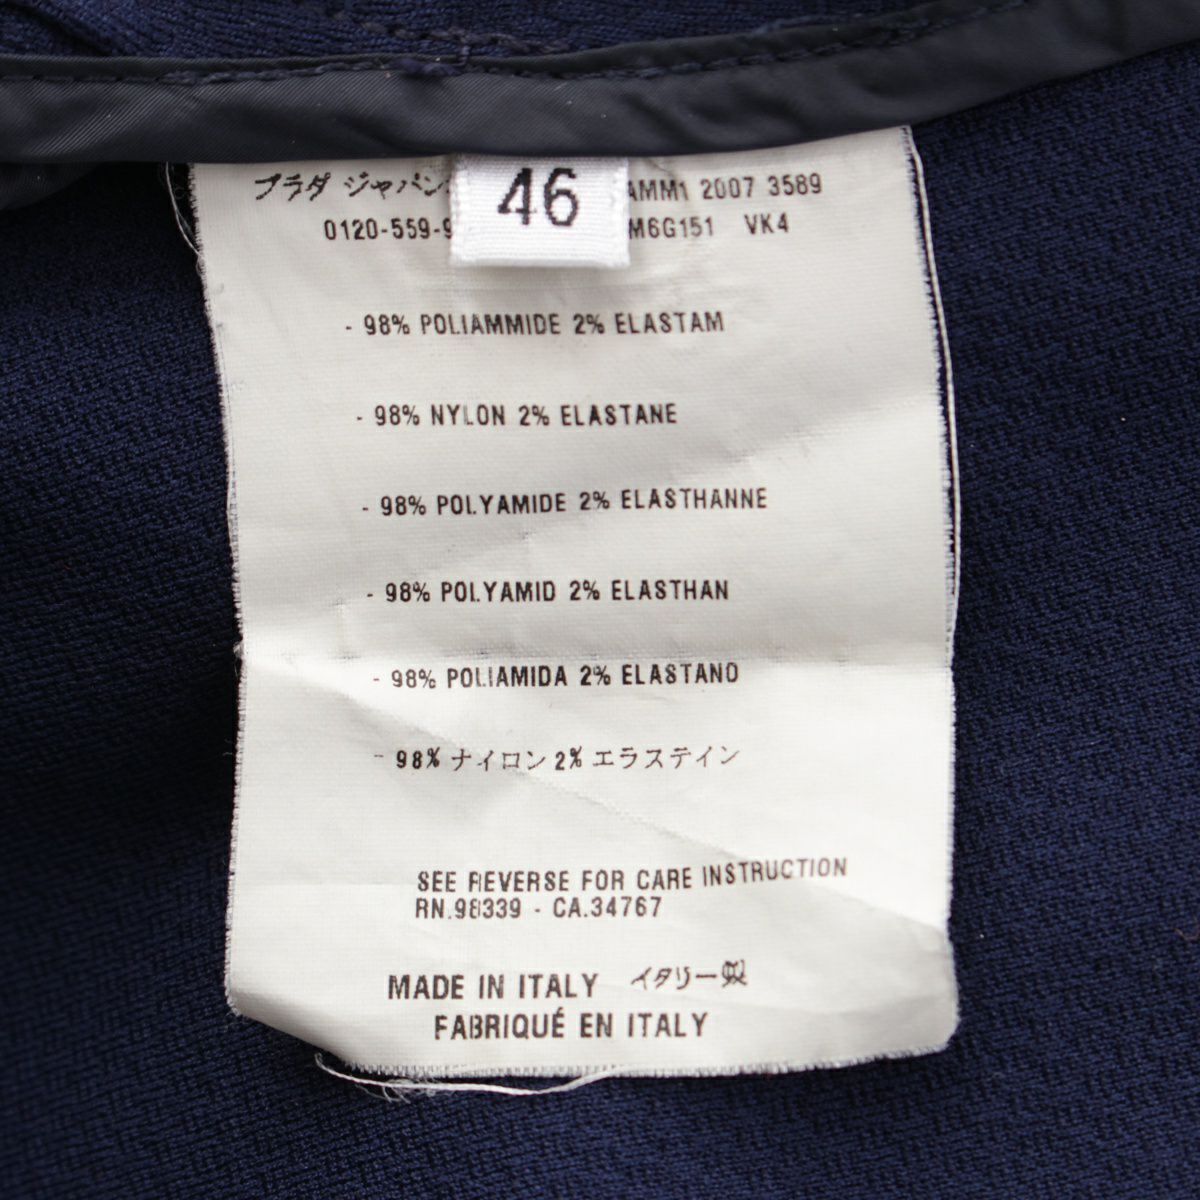 プラダ ジャパン 46 AMM1 2007 3589
0120-559-9 M6G151 VK4
- 98% POLIAMMIDE 2% ELASTAM
- 98% NYLON 2% ELASTANE
- 98% POLYAMIDE 2% ELASTHANNE
- 98% POLYAMID 2% ELASTHAN
- 98% POLIAMIDA 2% ELASTANO
- 98% ナイロン 2% エラステイン
SEE REVERSE FOR CARE INSTRUCTION
RN.98339 - CA.34767
MADE IN ITALY イタリー製
FABRIQUÉ EN ITALY